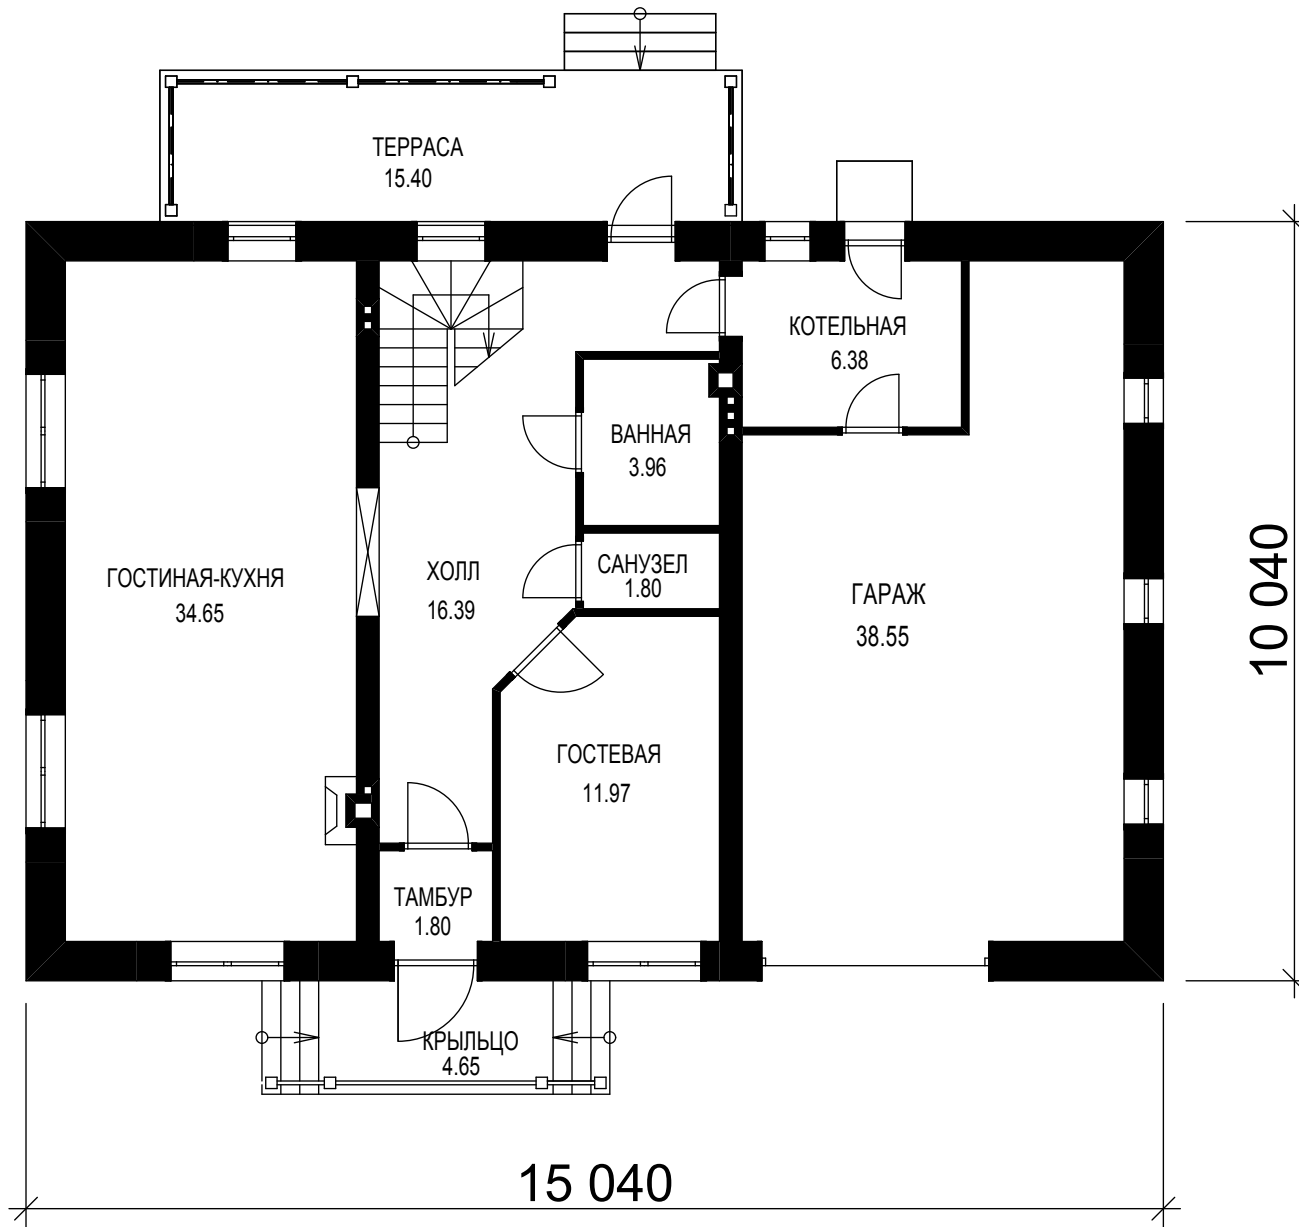 ТЕРРАСА
15.40
КОТЕЛЬНАЯ
6.38
ВАННАЯ
3.96
ГОСТИНАЯ-КУХНЯ
34.65
ХОЛЛ
16.39
САНУЗЕЛ
1.80
ГАРАЖ
38.55
10 040
ГОСТЕВАЯ
11.97
ТАМБУР
1.80
КРЫЛЬЦО
4.65
15 040